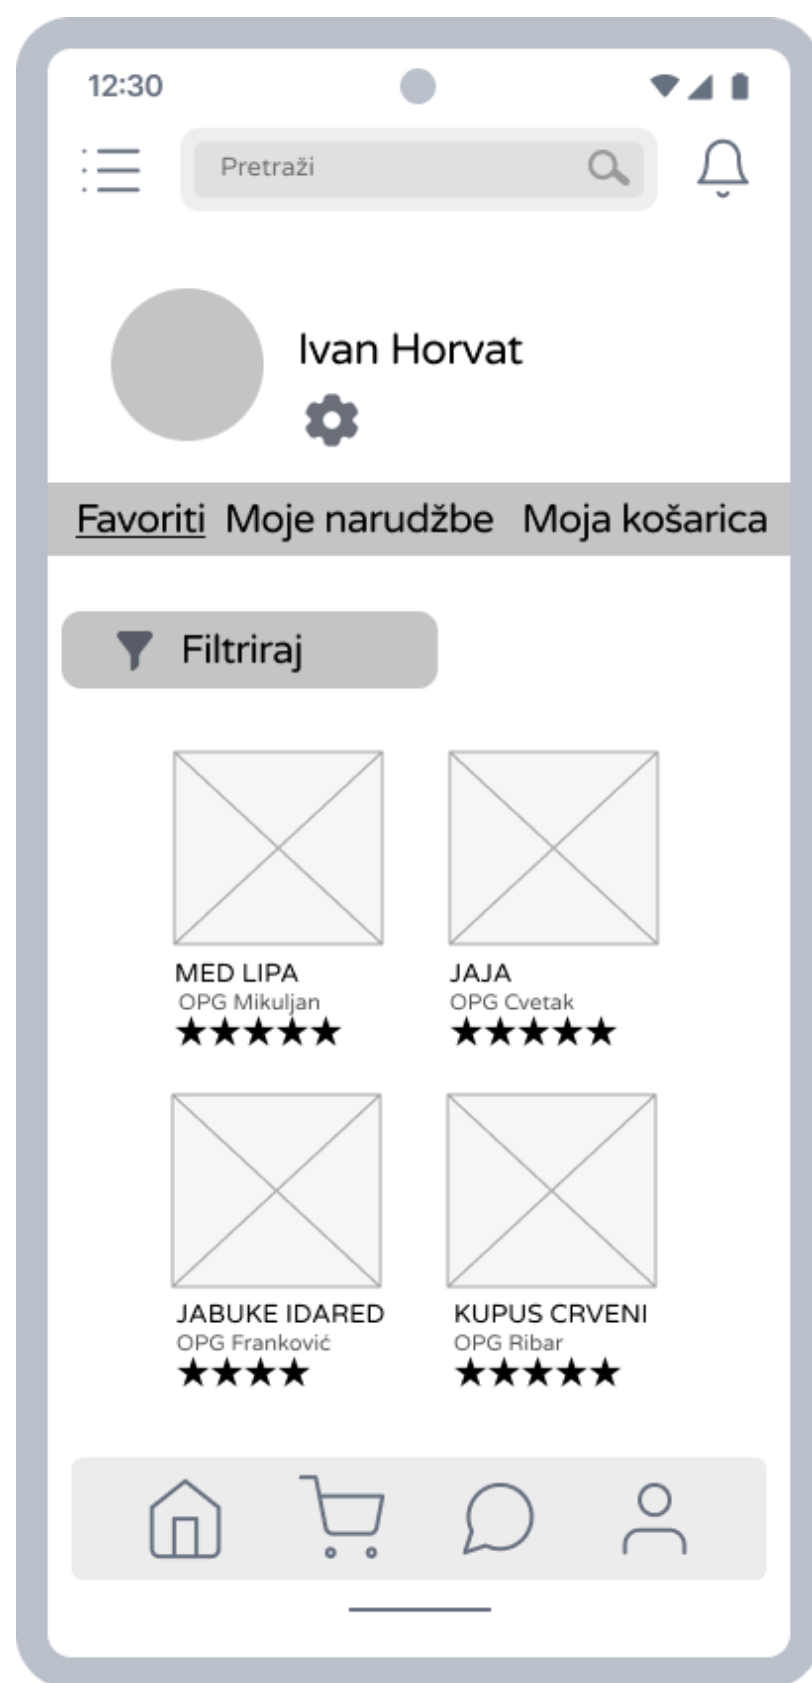 12:30
Pretraži
Ivan Horvat
Favoriti Moje narudžbe Moja košarica
Filtriraj
MED LIPA
OPG Mikuljan
JAJA
OPG Cvetak
JABUKE IDARED
OPG Franković
KUPUS CRVENI
OPG Ribar